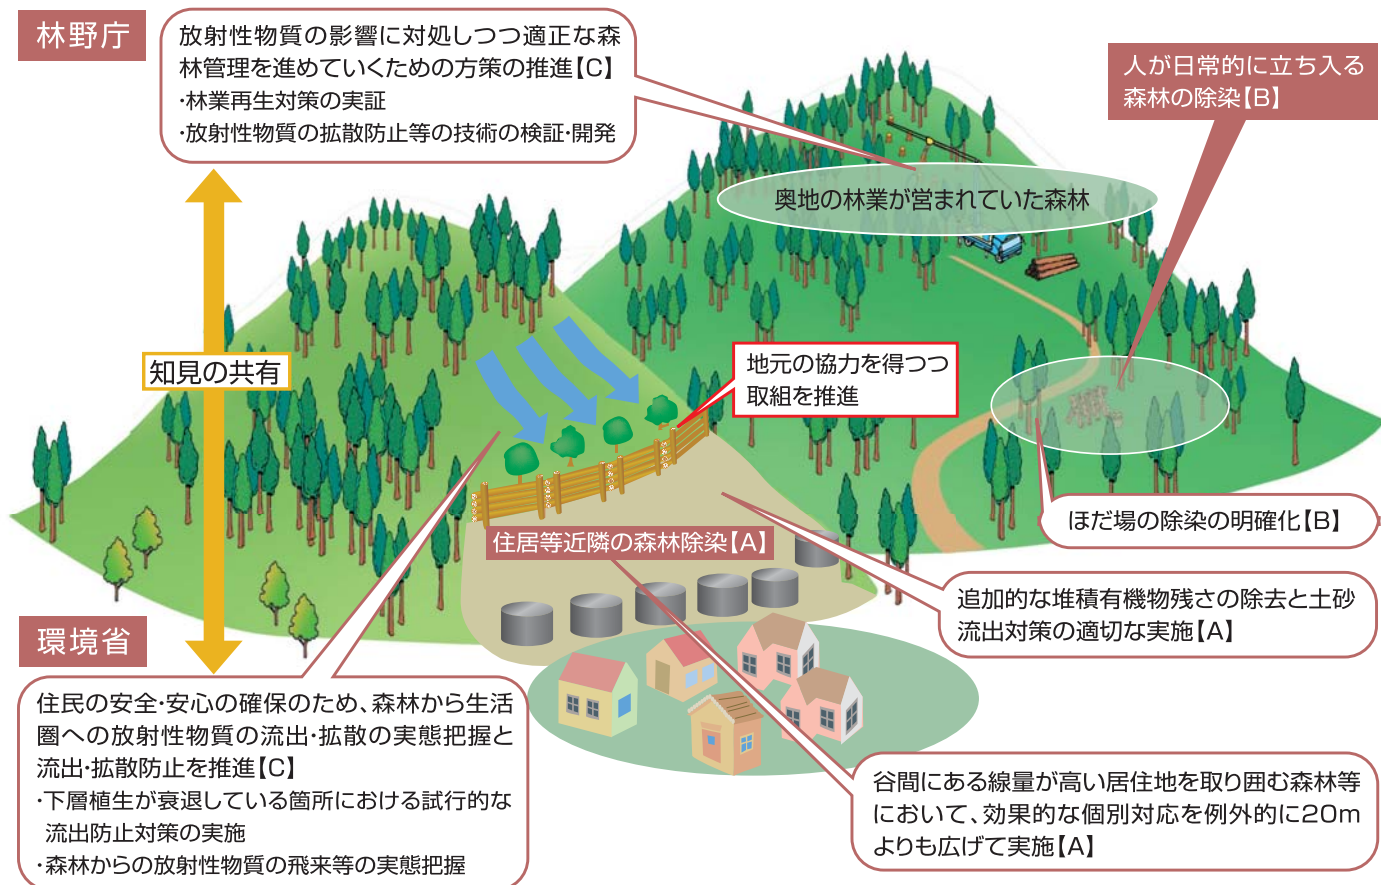 林野庁
放射性物質の影響に対処しつつ適正な森
林管理を進めていくための方策の推進【C】
・林業再生対策の実証
・放射性物質の拡散防止等の技術の検証・開発
人が日常的に立ち入る
森林の除染【B】
奥地の林業が営まれていた森林
知見の共有
地元の協力を得つつ
取組を推進
ほだ場の除染の明確化【B】
住居等近隣の森林除染【A】
追加的な堆積有機物残さの除去と土砂
流出対策の適切な実施【A】
環境省
住民の安全・安心の確保のため、森林から生活
圏への放射性物質の流出・拡散の実態把握と
流出・拡散防止を推進【C】
・下層植生が衰退している箇所における試行的な
流出防止対策の実施
・森林からの放射性物質の飛来等の実態把握
谷間にある線量が高い居住地を取り囲む森林等
において、効果的な個別対応を例外的に20m
よりも広げて実施【A】